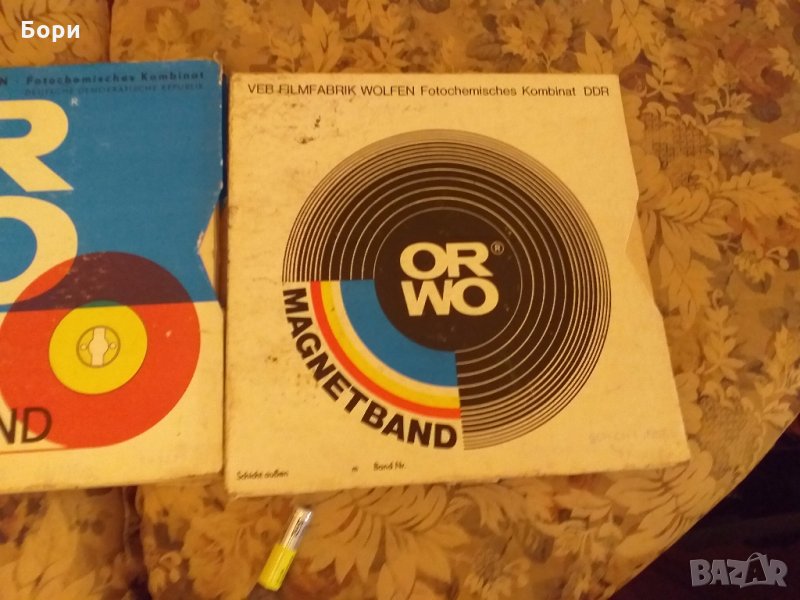 Бори
N · Fotochemisches Kombinat
DEUTSCHE DEMOKRATISCHE REPUBLIK
R®
O
ND
VEB FILMFABRIK WOLFEN Fotochemisches Kombinat DDR
OR®
WO
MAGNETBAND
Schicht außen m Band Nr.
BAZAR